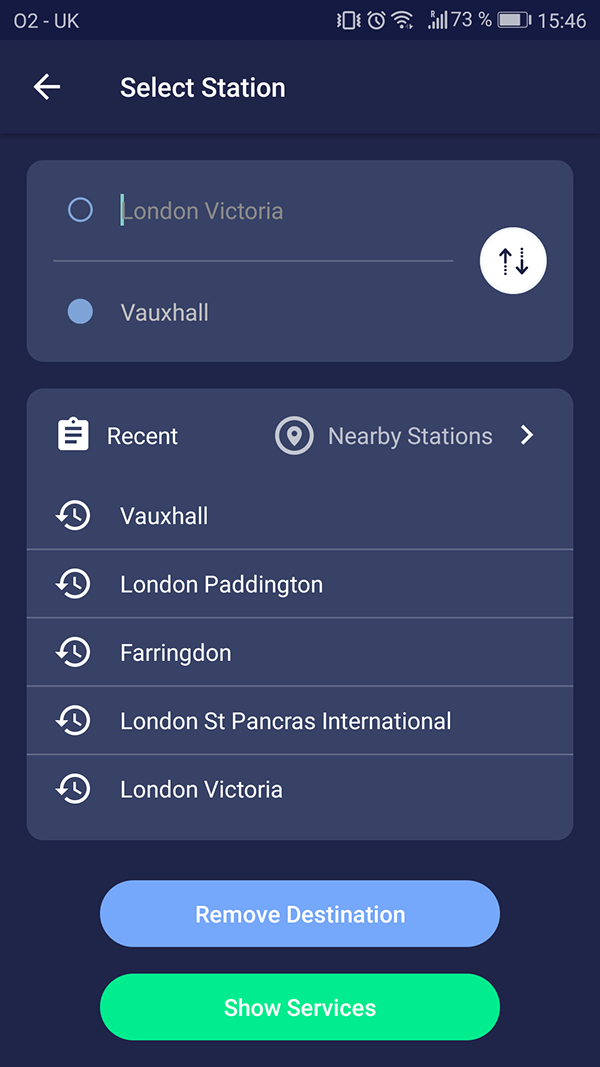 O2 - UK R 73 % 15:46
Select Station
London Victoria
Vauxhall
Recent Nearby Stations
Vauxhall
London Paddington
Farringdon
London St Pancras International
London Victoria
Remove Destination
Show Services